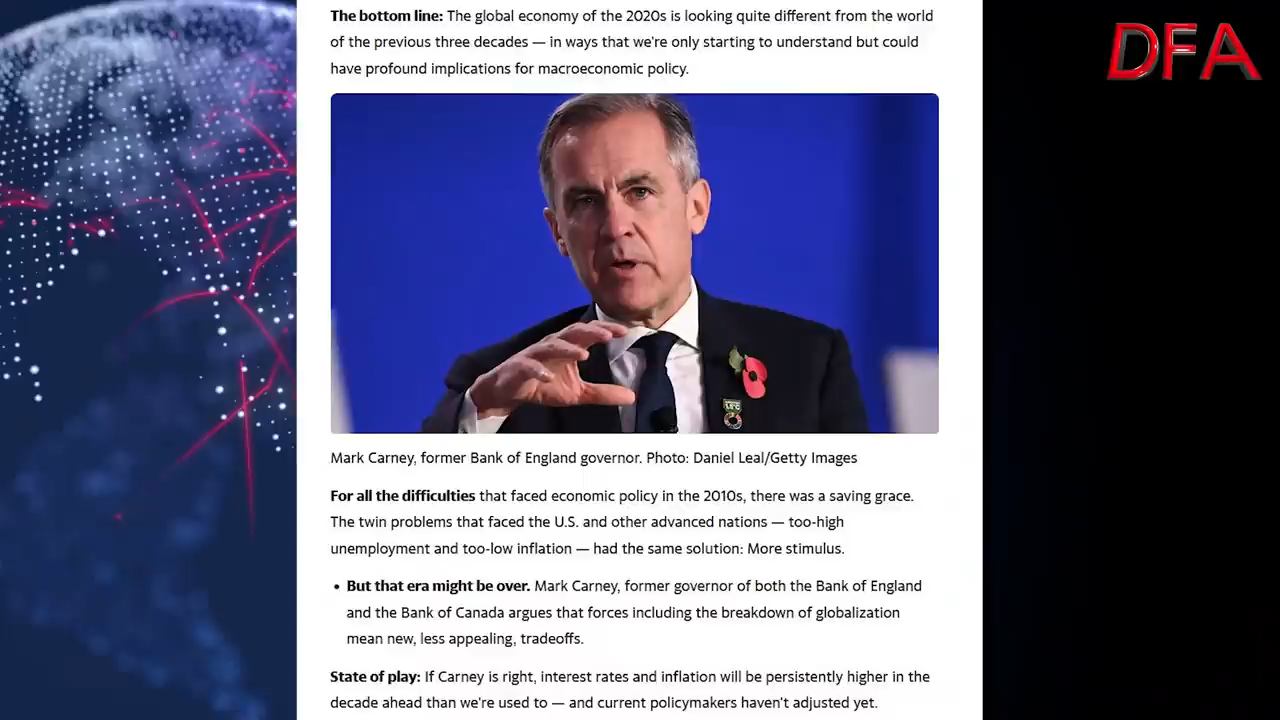 The bottom line: The global economy of the 2020s is looking quite different from the world
of the previous three decades — in ways that we're only starting to understand but could
have profound implications for macroeconomic policy.
DFA
Mark Carney, former Bank of England governor. Photo: Daniel Leal/Getty Images
For all the difficulties that faced economic policy in the 2010s, there was a saving grace.
The twin problems that faced the U.S. and other advanced nations — too-high
unemployment and too-low inflation — had the same solution: More stimulus.
• But that era might be over. Mark Carney, former governor of both the Bank of England
and the Bank of Canada argues that forces including the breakdown of globalization
mean new, less appealing, tradeoffs.
State of play: If Carney is right, interest rates and inflation will be persistently higher in the
decade ahead than we're used to — and current policymakers haven't adjusted yet.